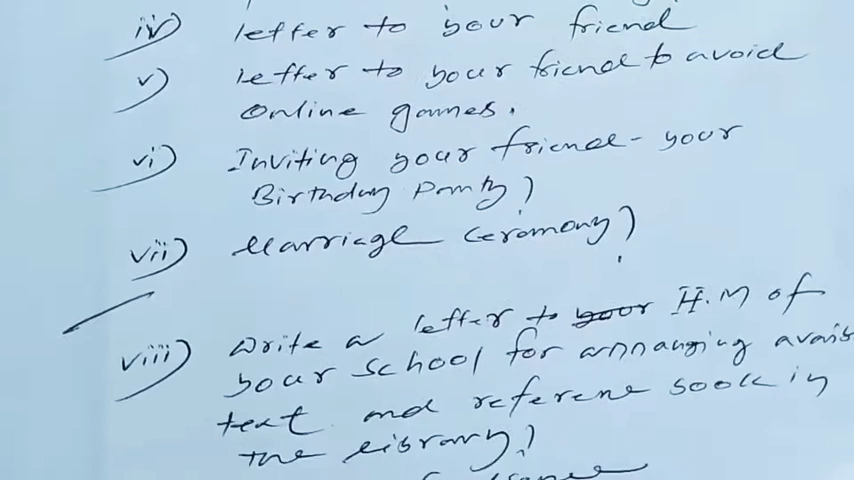 iv) letter to your friend
v) letter to your friend to avoid
online games.
vi) Inviting your friend - your
Birthday Party)
vii) Marriage Ceromony)
viii) write a letter to your H.M of
your school for
text and reference book in
the library)